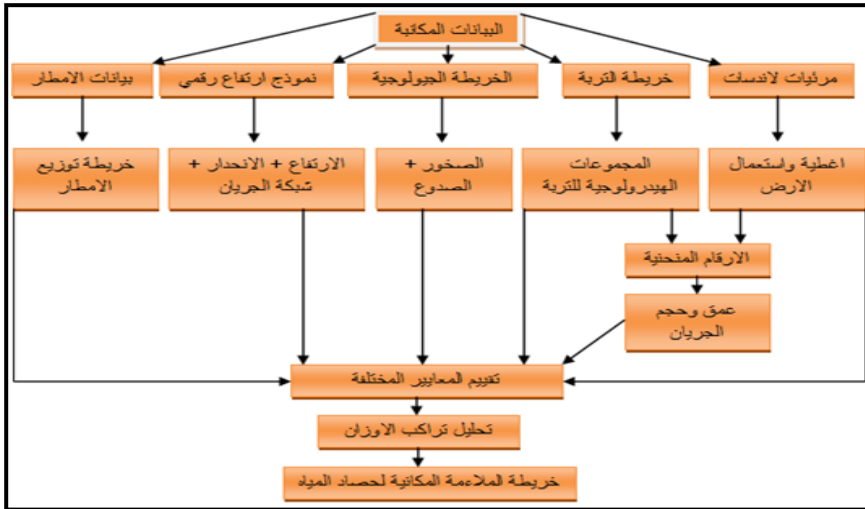 البيانات المكانية
مرئيات لاندسات
خريطة التربة
الخريطة الجيولوجية
نموذج ارتفاع رقمي
بيانات الامطار
اغطية واستعمال
الارض
المجموعات
الهيدرولوجية للتربة
الصخور +
الصدوع
الارتفاع + الانحدار +
شبكة الجريان
خريطة توزيع
الامطار
الارقام المنحنية
عمق وحجم
الجريان
تقييم المعايير المختلفة
تحليل تراكب الاوزان
خريطة الملاءمة المكانية لحصاد المياه